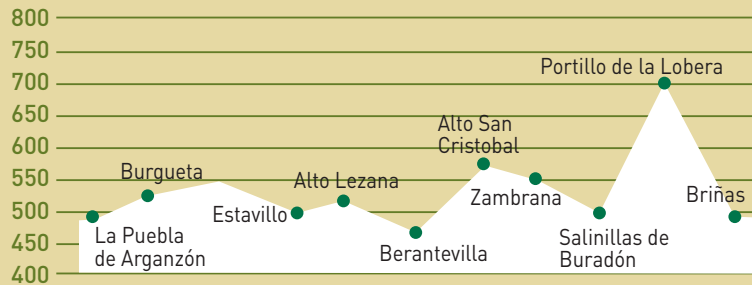 800
750
700
650
600
550
500
450
400
Portillo de la Lobera
Alto San
Cristobal
Burgueta
Alto Lezana
Zambrana
Briñas
Estavillo
La Puebla
de Arganzón
Berantevilla
Salinillas de
Buradón